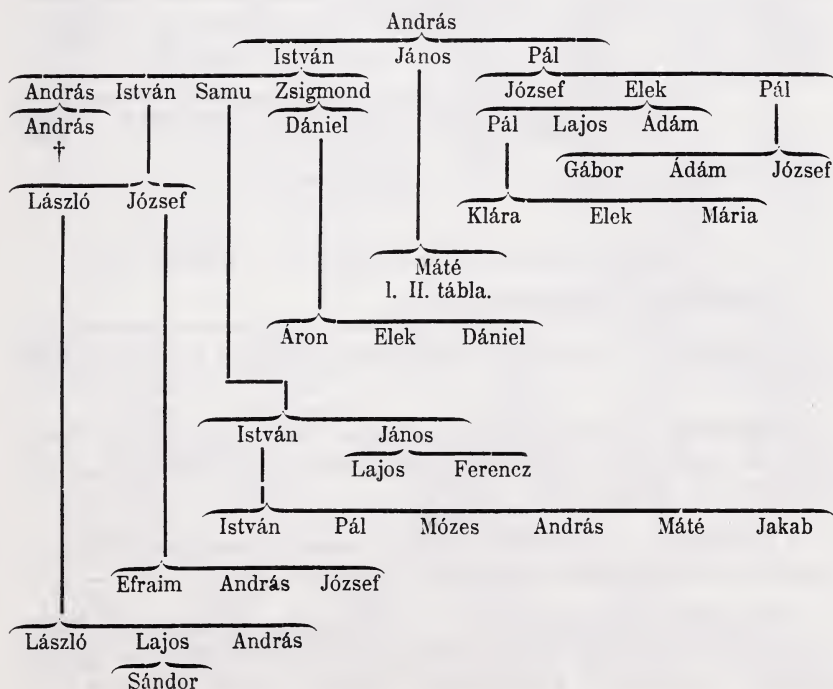 András
István János Pál
András István Samu Zsigmond József Elek Pál
András Dániel Pál Lajos Ádám
†
Gábor Ádám József
László József Klára Elek Mária
Máté
l. II. tábla.
Áron Elek Dániel
István János
Lajos Ferencz
István Pál Mózes András Máté Jakab
Efraim András József
László Lajos András
Sándor